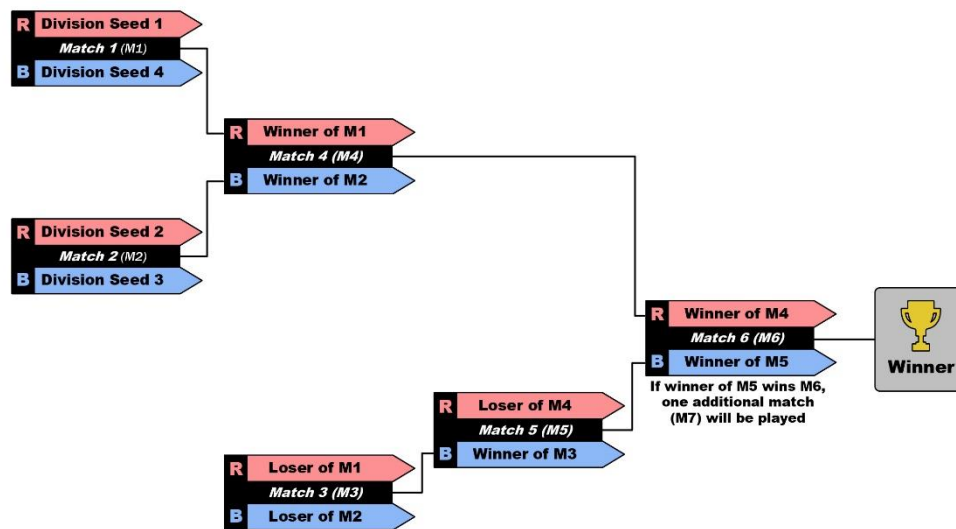 R Division Seed 1
Match 1 (M1)
B Division Seed 4
R Winner of M1
Match 4 (M4)
B Winner of M2
R Division Seed 2
Match 2 (M2)
B Division Seed 3
R Winner of M4
Match 6 (M6)
B Winner of M5
If winner of M5 wins M6,
one additional match
(M7) will be played
Winner
R Loser of M4
Match 5 (M5)
B Winner of M3
R Loser of M1
Match 3 (M3)
B Loser of M2